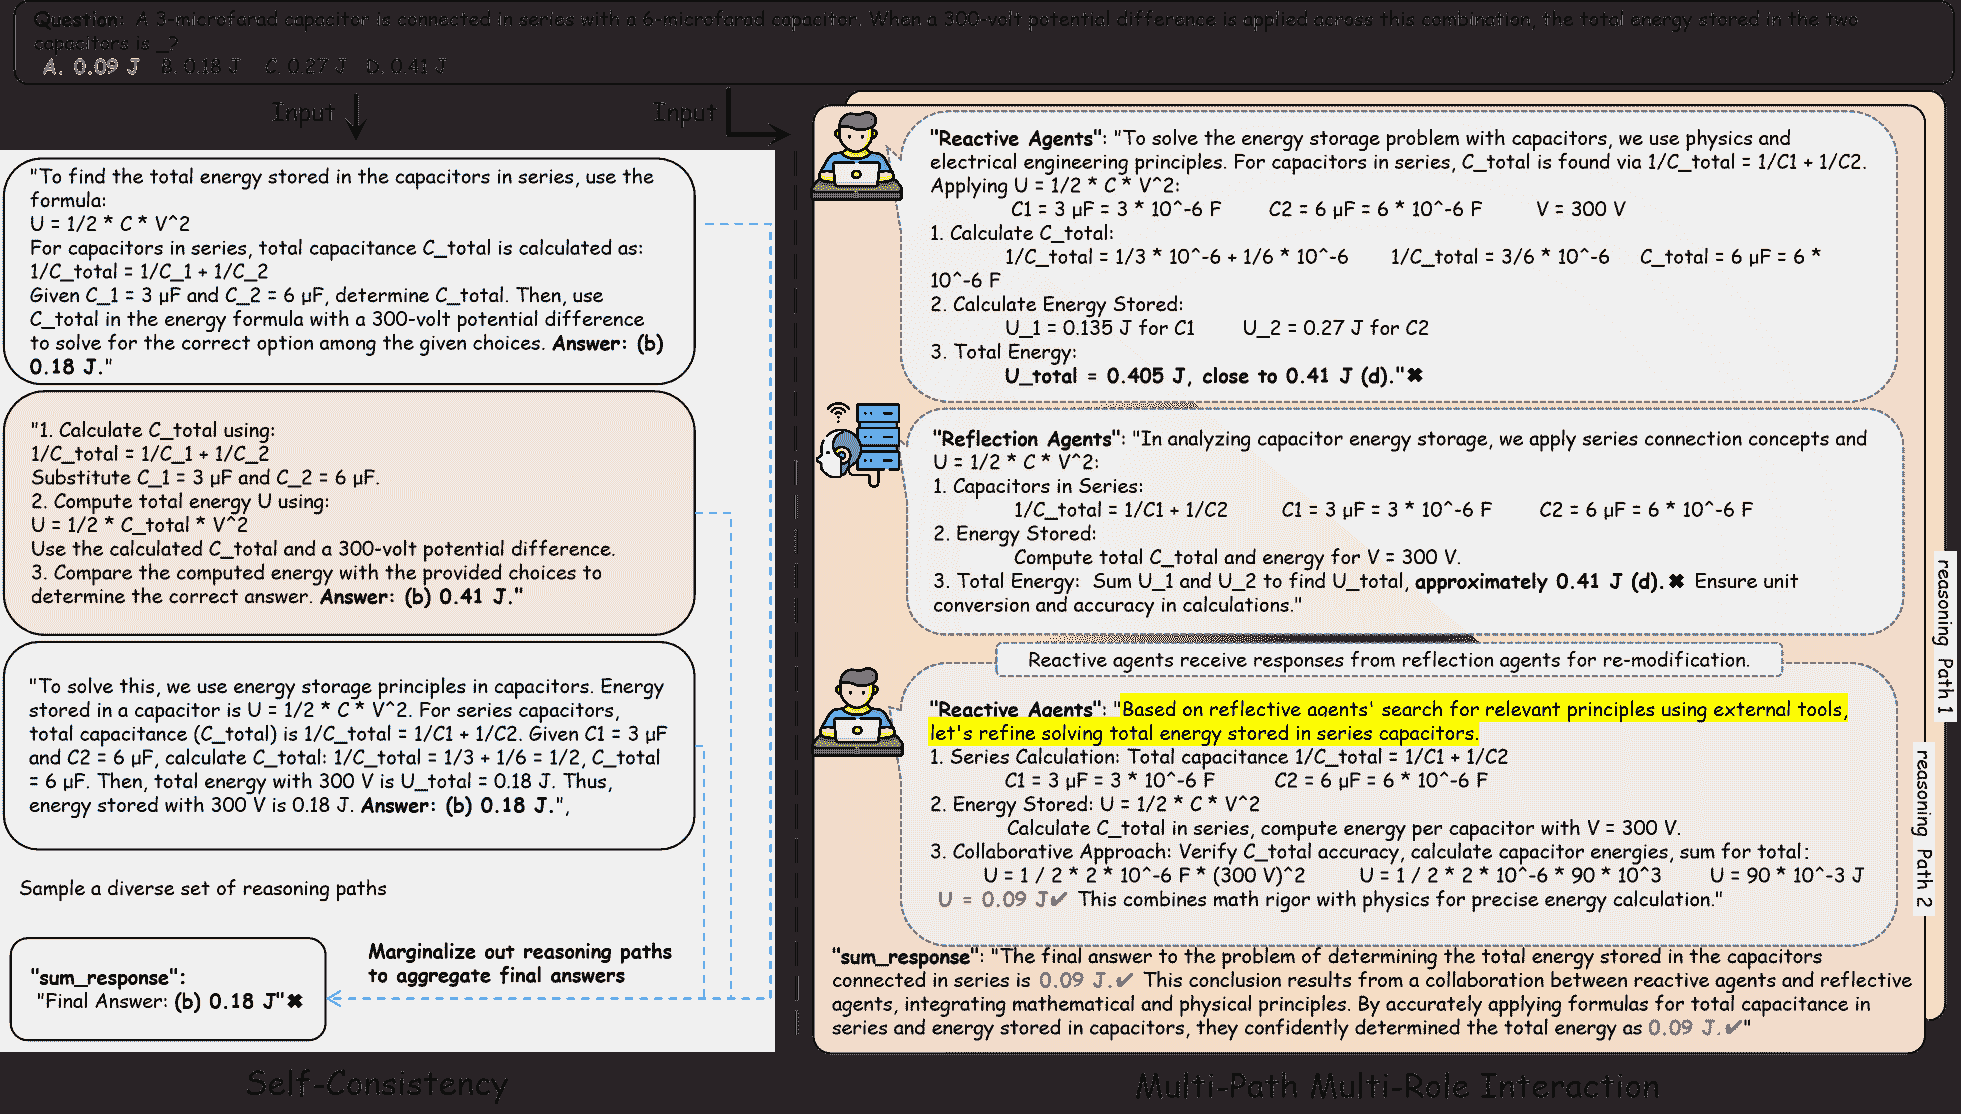 Question: A 3-microfarad capacitor is connected in series with a 6-microfarad capacitor. When a 300-volt potential difference is applied across this combination, the total energy stored in the two
capacitors is _?
A. 0.09 J B. 0.18 J C. 0.27 J D. 0.41 J
Input
Input
"To find the total energy stored in the capacitors in series, use the
formula:
U = 1/2 * C * V^2
For capacitors in series, total capacitance C_total is calculated as:
1/C_total = 1/C_1 + 1/C_2
Given C_1 = 3 µF and C_2 = 6 µF, determine C_total. Then, use
C_total in the energy formula with a 300-volt potential difference
to solve for the correct option among the given choices. Answer: (b)
0.18 J."
"1. Calculate C_total using:
1/C_total = 1/C_1 + 1/C_2
Substitute C_1 = 3 µF and C_2 = 6 µF.
2. Compute total energy U using:
U = 1/2 * C_total * V^2
Use the calculated C_total and a 300-volt potential difference.
3. Compare the computed energy with the provided choices to
determine the correct answer. Answer: (b) 0.41 J."
"To solve this, we use energy storage principles in capacitors. Energy
stored in a capacitor is U = 1/2 * C * V^2. For series capacitors,
total capacitance (C_total) is 1/C_total = 1/C1 + 1/C2. Given C1 = 3 µF
and C2 = 6 µF, calculate C_total: 1/C_total = 1/3 + 1/6 = 1/2, C_total
= 6 µF. Then, total energy with 300 V is U_total = 0.18 J. Thus,
energy stored with 300 V is 0.18 J. Answer: (b) 0.18 J.",
Sample a diverse set of reasoning paths
Marginalize out reasoning paths
to aggregate final answers
"sum_response":
"Final Answer: (b) 0.18 J"✖
Self-Consistency
"Reactive Agents": "To solve the energy storage problem with capacitors, we use physics and
electrical engineering principles. For capacitors in series, C_total is found via 1/C_total = 1/C1 + 1/C2.
Applying U = 1/2 * C * V^2:
C1 = 3 µF = 3 * 10^-6 F C2 = 6 µF = 6 * 10^-6 F V = 300 V
1. Calculate C_total:
1/C_total = 1/3 * 10^-6 + 1/6 * 10^-6 1/C_total = 3/6 * 10^-6 C_total = 6 µF = 6 *
10^-6 F
2. Calculate Energy Stored:
U_1 = 0.135 J for C1 U_2 = 0.27 J for C2
3. Total Energy:
U_total = 0.405 J, close to 0.41 J (d)."✖
"Reflection Agents": "In analyzing capacitor energy storage, we apply series connection concepts and
U = 1/2 * C * V^2:
1. Capacitors in Series:
1/C_total = 1/C1 + 1/C2 C1 = 3 µF = 3 * 10^-6 F C2 = 6 µF = 6 * 10^-6 F
2. Energy Stored:
Compute total C_total and energy for V = 300 V.
3. Total Energy: Sum U_1 and U_2 to find U_total, approximately 0.41 J (d).✖ Ensure unit
conversion and accuracy in calculations."
Reactive agents receive responses from reflection agents for re-modification.
"Reactive Agents": "Based on reflective agents' search for relevant principles using external tools,
let's refine solving total energy stored in series capacitors.
1. Series Calculation: Total capacitance 1/C_total = 1/C1 + 1/C2
C1 = 3 µF = 3 * 10^-6 F C2 = 6 µF = 6 * 10^-6 F
2. Energy Stored: U = 1/2 * C * V^2
Calculate C_total in series, compute energy per capacitor with V = 300 V.
3. Collaborative Approach: Verify C_total accuracy, calculate capacitor energies, sum for total:
U = 1 / 2 * 2 * 10^-6 F * (300 V)^2 U = 1 / 2 * 2 * 10^-6 * 90 * 10^3 U = 90 * 10^-3 J
U = 0.09 J✔ This combines math rigor with physics for precise energy calculation."
"sum_response": "The final answer to the problem of determining the total energy stored in the capacitors
connected in series is 0.09 J.✔ This conclusion results from a collaboration between reactive agents and reflective
agents, integrating mathematical and physical principles. By accurately applying formulas for total capacitance in
series and energy stored in capacitors, they confidently determined the total energy as 0.09 J.✔"
reasoning Path 1
reasoning Path 2
Multi-Path Multi-Role Interaction